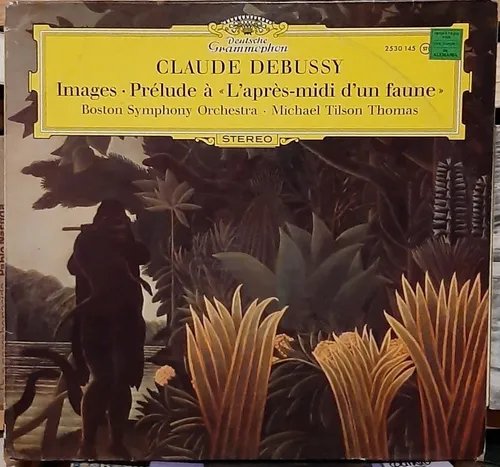 Deutsche
Grammophon
2530 145
CLAUDE DEBUSSY
Images · Prélude à «L'après-midi d'un faune»
Boston Symphony Orchestra · Michael Tilson Thomas
STEREO